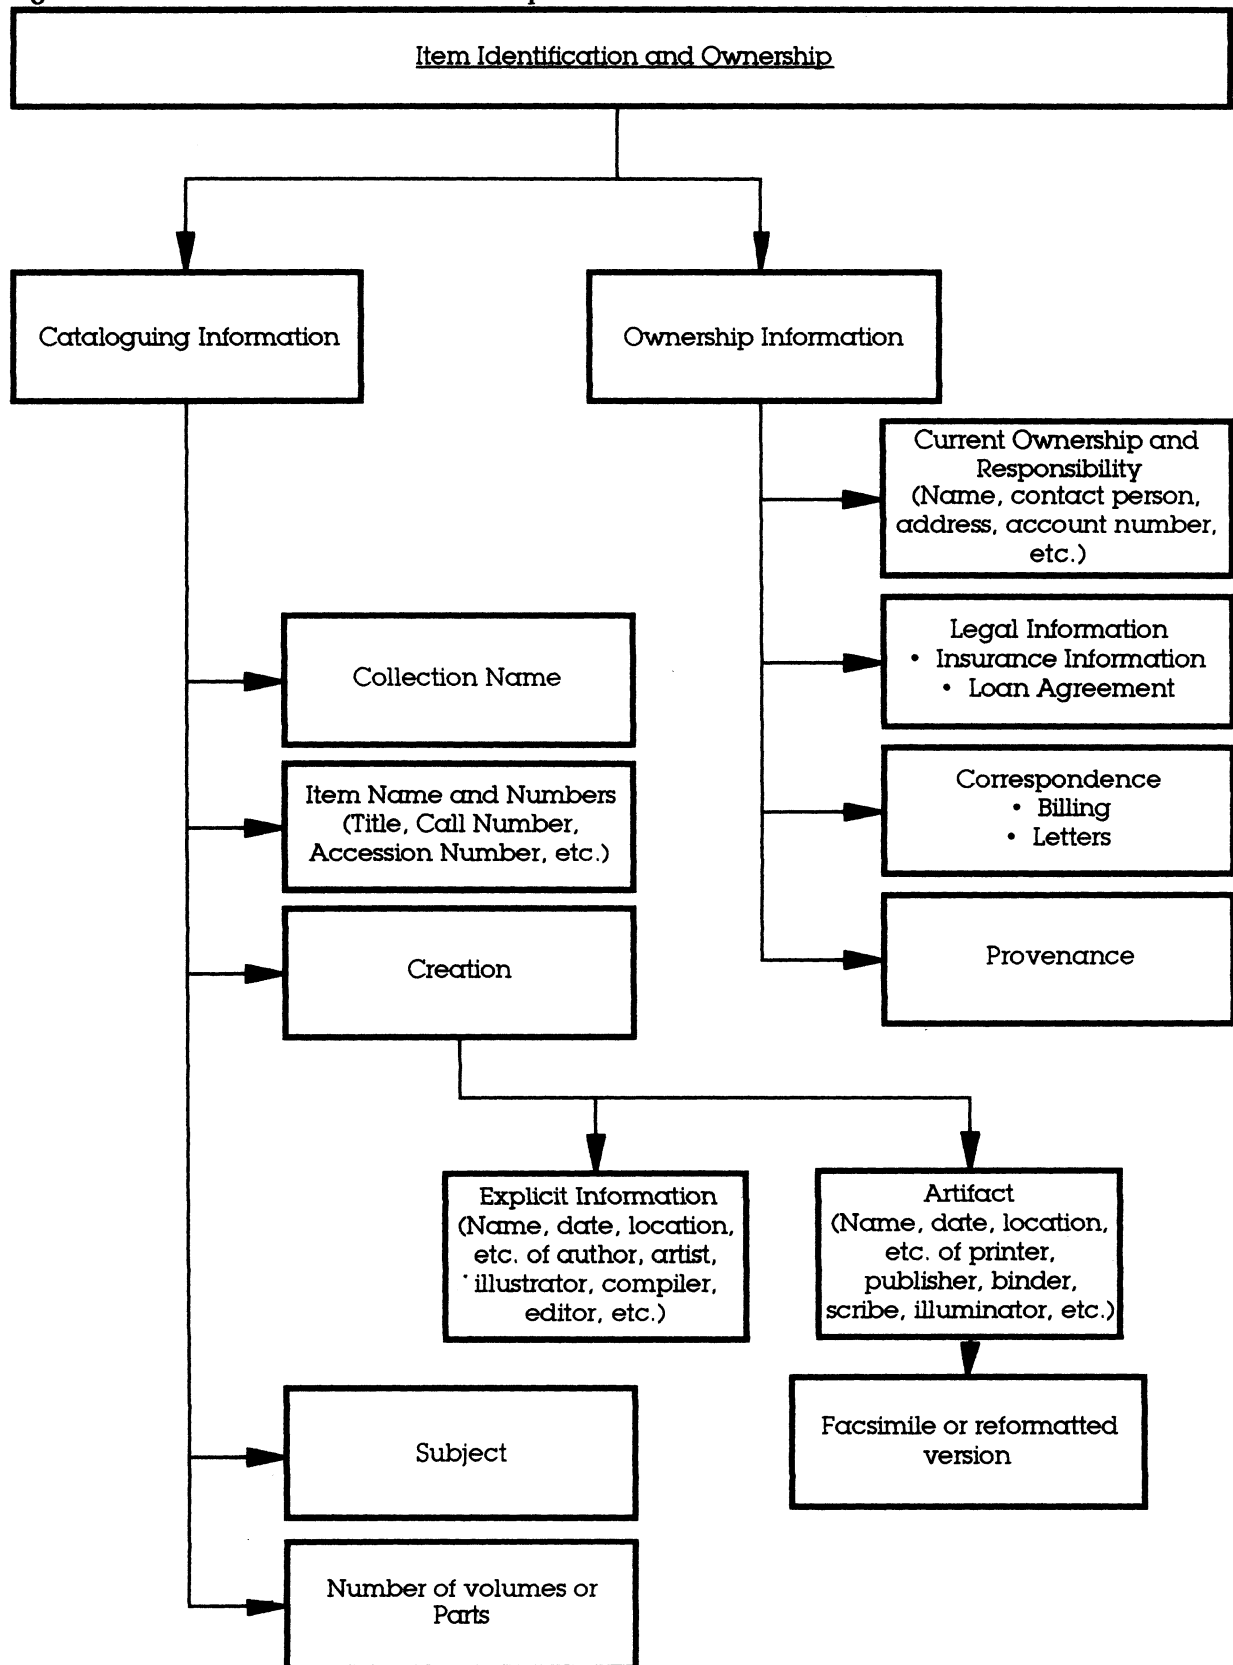 Item Identification and Ownership
Cataloguing Information
Ownership Information
Current Ownership and
Responsibility
(Name, contact person,
address, account number,
etc.)
Legal Information
• Insurance Information
• Loan Agreement
Correspondence
• Billing
• Letters
Provenance
Collection Name
Item Name and Numbers
(Title, Call Number,
Accession Number, etc.)
Creation
Explicit Information
(Name, date, location,
etc. of author, artist,
illustrator, compiler,
editor, etc.)
Artifact
(Name, date, location,
etc. of printer,
publisher, binder,
scribe, illuminator, etc.)
Facsimile or reformatted
version
Subject
Number of volumes or
Parts